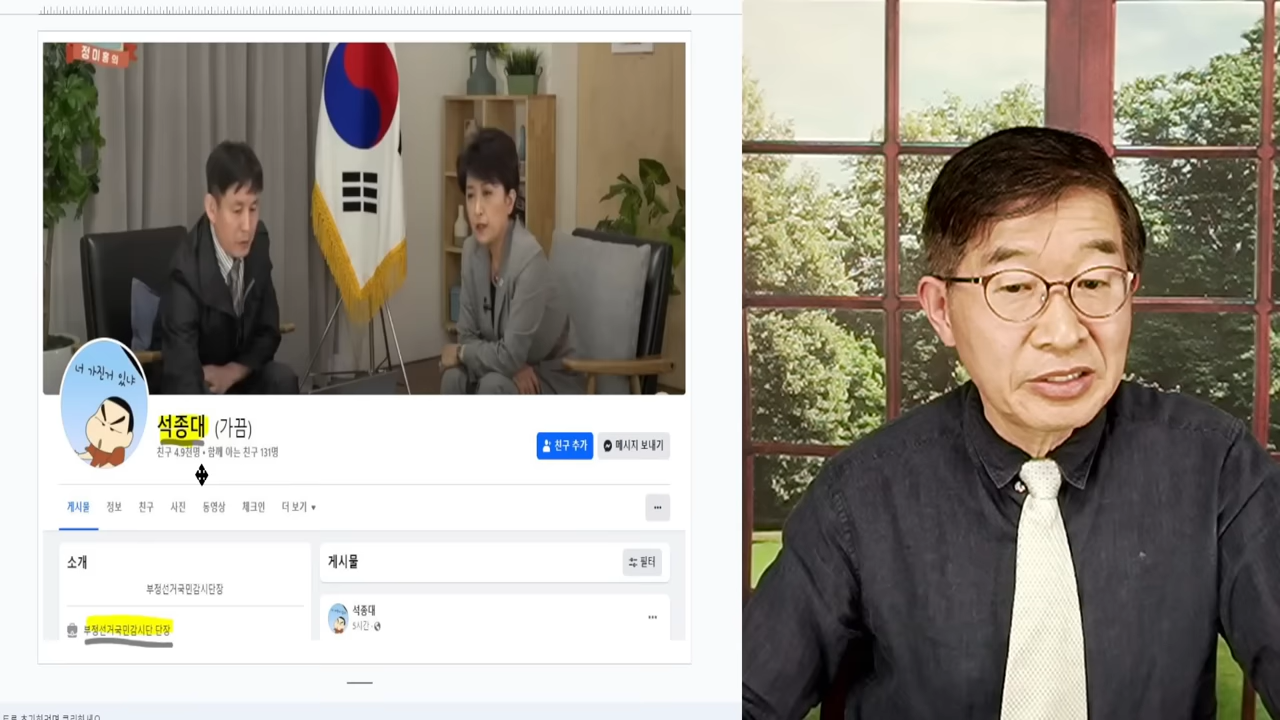 정미홍의
너 가진거 있냐
석종대 (가끔)
친구 4.9천명 • 함께 아는 친구 131명
친구 추가
메시지 보내기
게시물 정보 친구 사진 동영상 체크인 더 보기
소개
부정선거국민감시단장
부정선거국민감시단 단장
게시물
필터
석종대
5시간